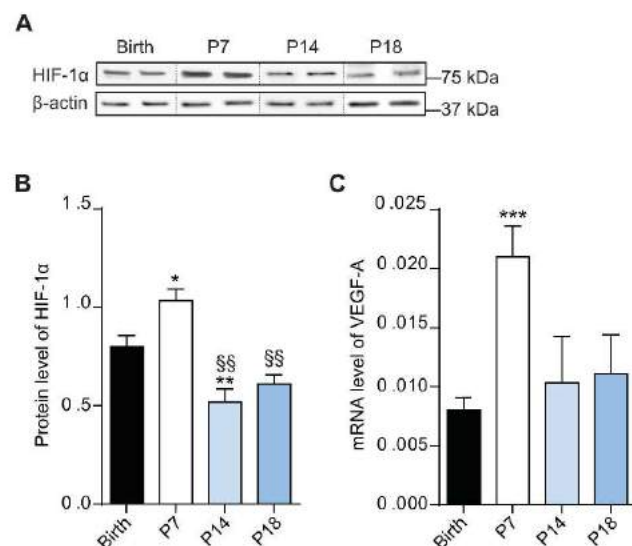 A
Birth P7 P14 P18
HIF-1α
75 kDa
β-actin
37 kDa
B
Protein level of HIF-1α
1.5
1.0
0.5
0.0
*
§§
**
§§
Birth P7 P14 P18
C
mRNA level of VEGF-A
0.025
0.020
0.015
0.010
0.005
0.000
***
Birth P7 P14 P18